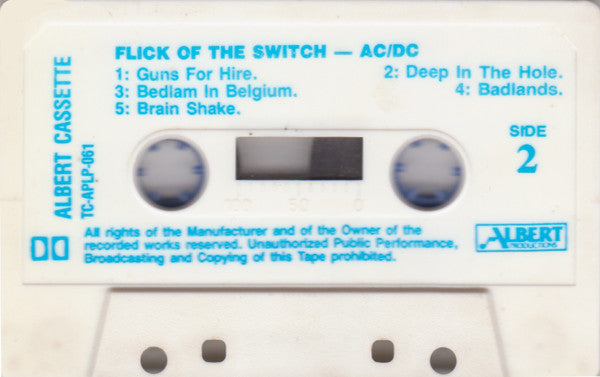 FLICK OF THE SWITCH — AC/DC
1: Guns For Hire. 2: Deep In The Hole.
3: Bedlam In Belgium. 4: Badlands.
5: Brain Shake.
ALBERT CASSETTE
TC-APLP-061
SIDE
2
100 50 0
All rights of the Manufacturer and of the Owner of the
recorded works reserved. Unauthorized Public Performance,
Broadcasting and Copying of this Tape prohibited.
ALBERT
PRODUCTIONS